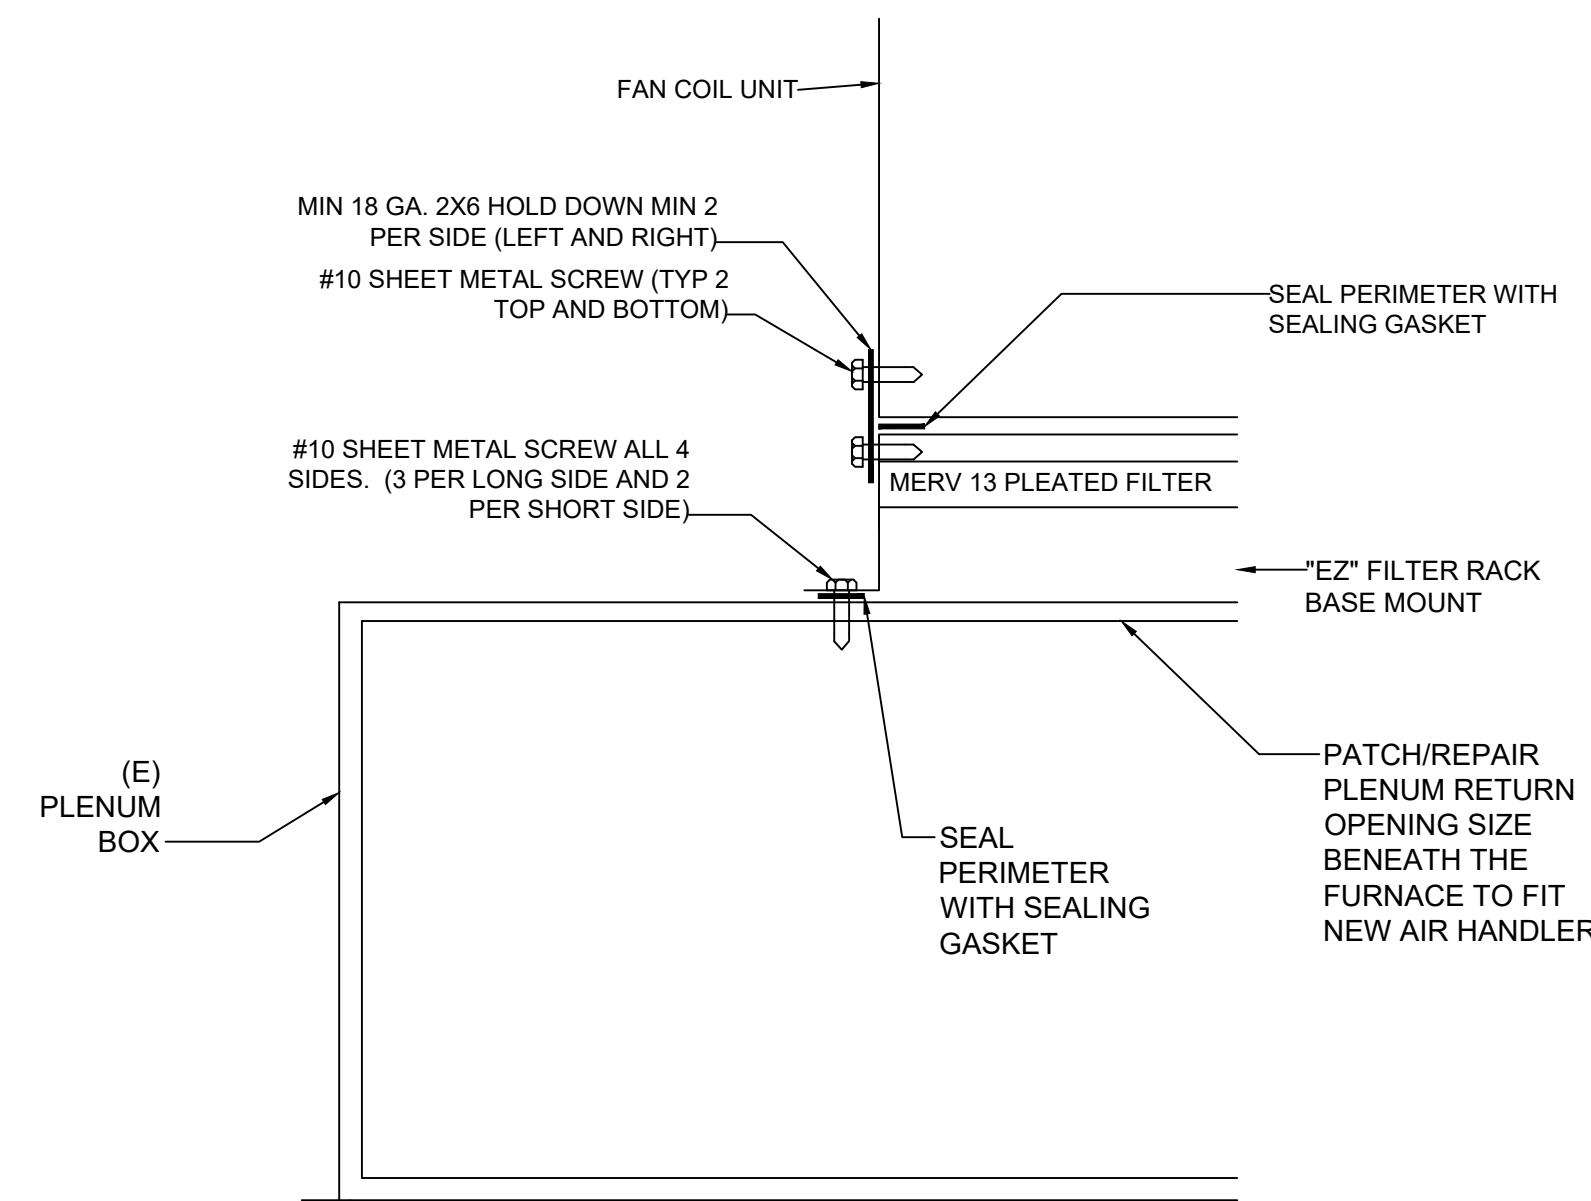 FAN COIL UNIT
MIN 18 GA. 2X6 HOLD DOWN MIN 2
PER SIDE (LEFT AND RIGHT)
#10 SHEET METAL SCREW (TYP 2
TOP AND BOTTOM)
SEAL PERIMETER WITH
SEALING GASKET
#10 SHEET METAL SCREW ALL 4
SIDES. (3 PER LONG SIDE AND 2
PER SHORT SIDE)
MERV 13 PLEATED FILTER
"EZ" FILTER RACK
BASE MOUNT
(E)
PLENUM
BOX
SEAL
PERIMETER
WITH SEALING
GASKET
PATCH/REPAIR
PLENUM RETURN
OPENING SIZE
BENEATH THE
FURNACE TO FIT
NEW AIR HANDLER